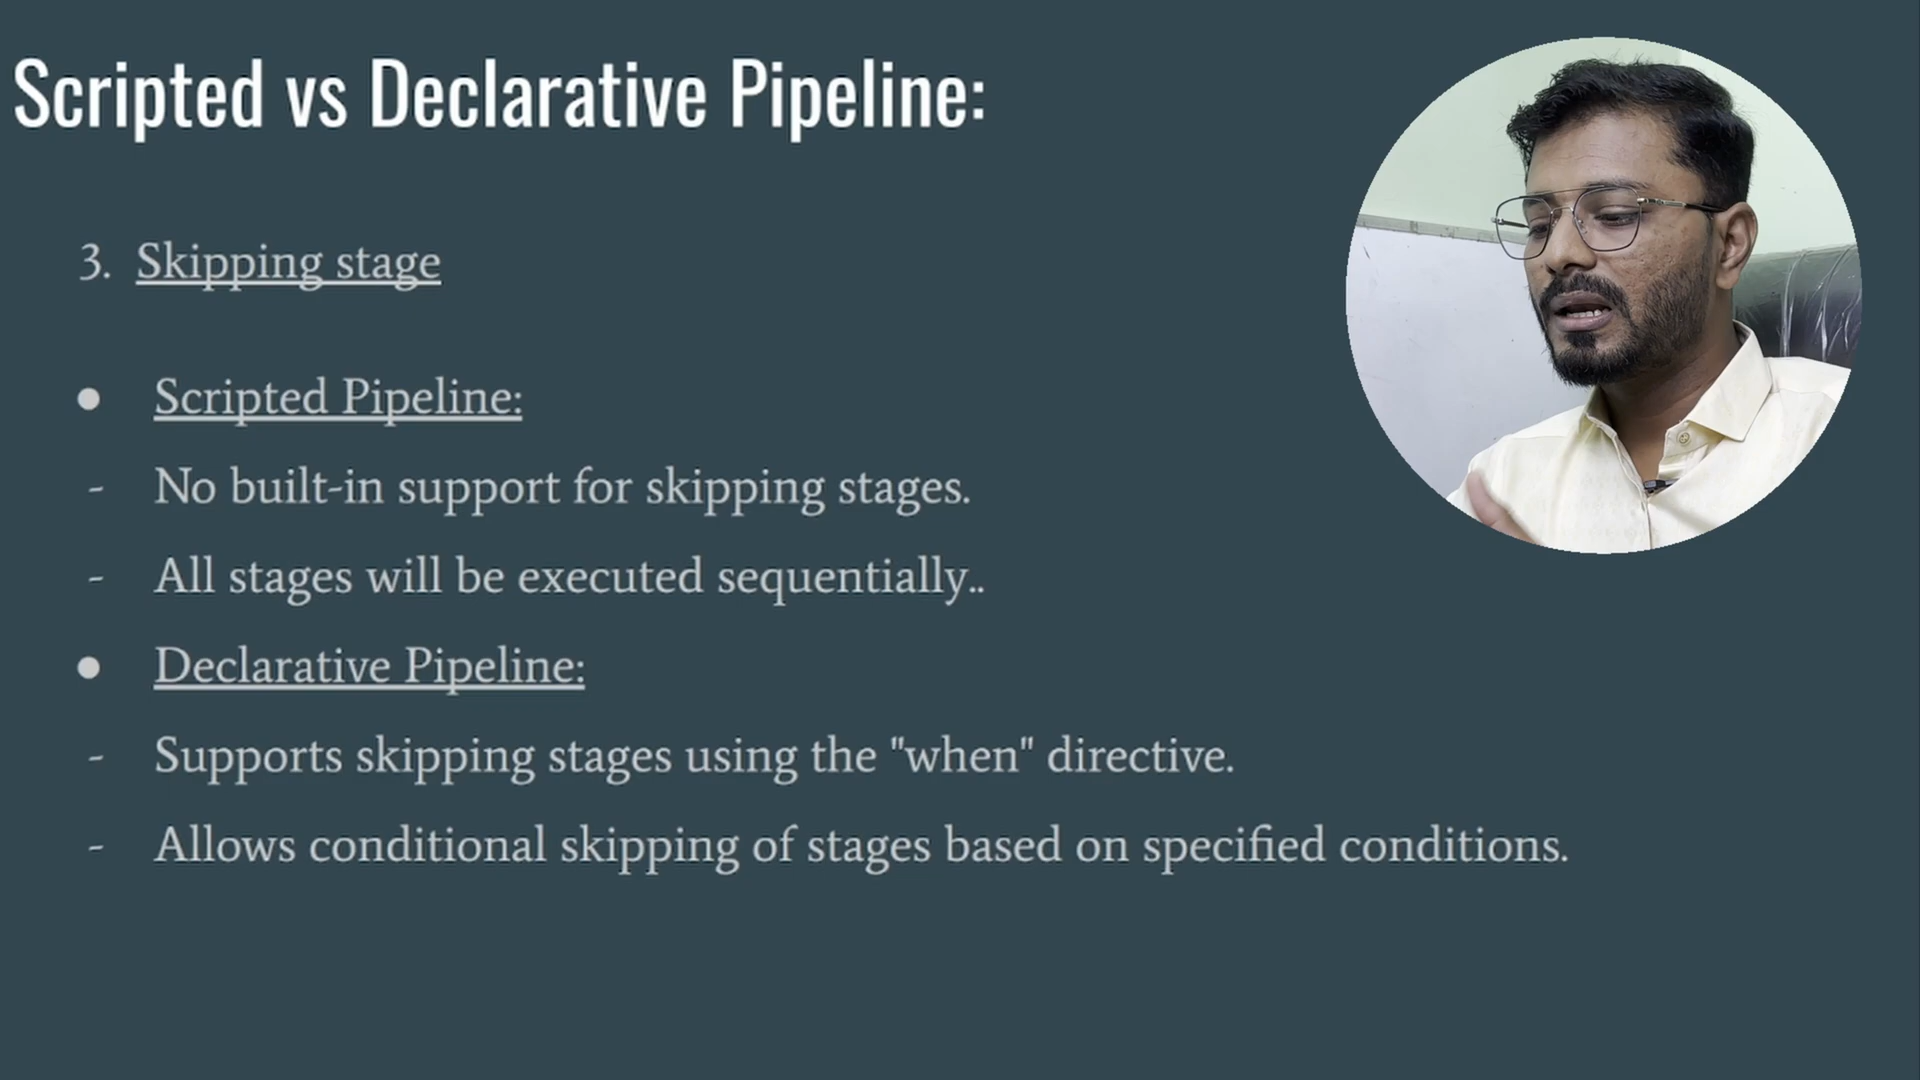 Scripted vs Declarative Pipeline:
3. Skipping stage
● Scripted Pipeline:
- No built-in support for skipping stages.
- All stages will be executed sequentially..
● Declarative Pipeline:
- Supports skipping stages using the "when" directive.
- Allows conditional skipping of stages based on specified conditions.